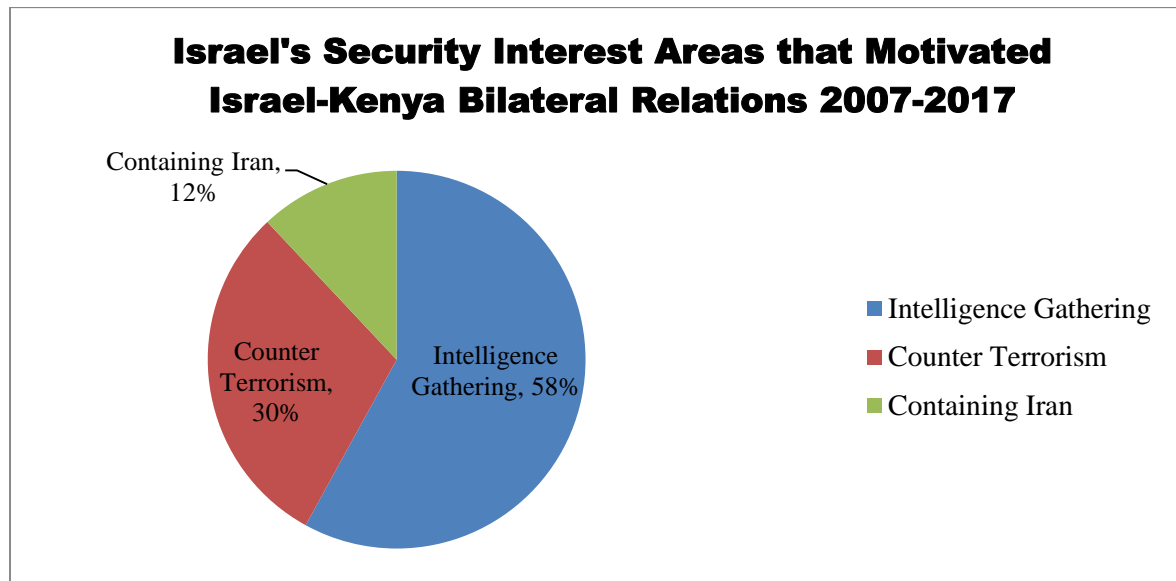 Israel's Security Interest Areas that Motivated
Israel-Kenya Bilateral Relations 2007-2017
Containing Iran,
12%
Counter
Terrorism,
30%
Intelligence
Gathering, 58%
Intelligence Gathering
Counter Terrorism
Containing Iran